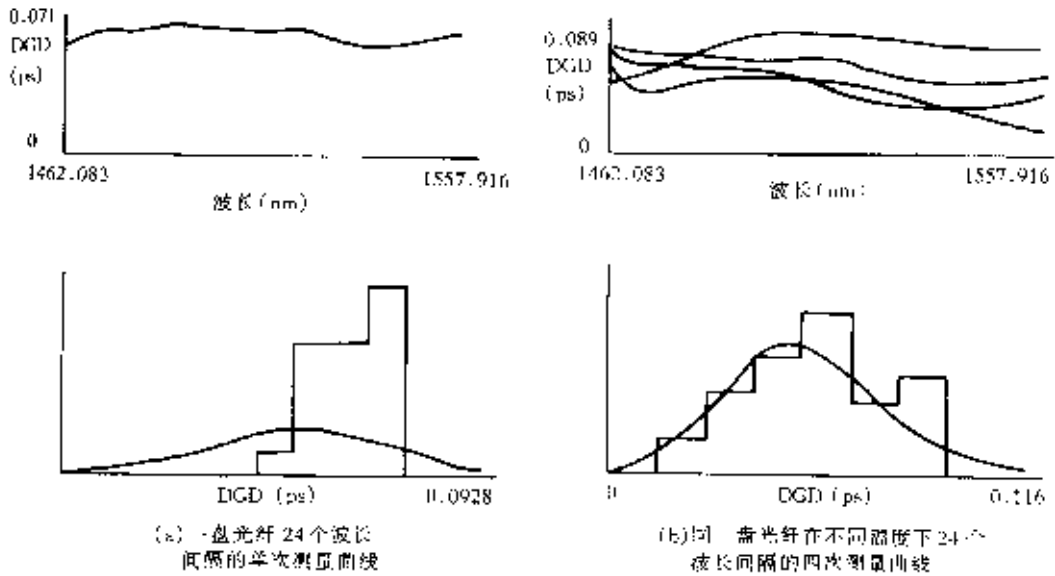 0.071
DGD
(ps)
0
1462.083
1557.916
波长(nm)
0.089
DGD
(ps)
0
1462.083
1557.916
波长(nm)
DGD (ps)
0.0928
(a) 一盘光纤 24 个波长
间隔的单次测量曲线
0
DGD (ps)
0.116
(b)同一盘光纤在不同温度下 24 个
波长间隔的四次测量曲线